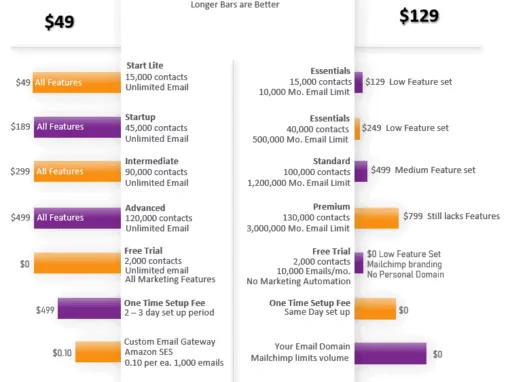 Longer Bars are Better
$49
$129
$49 All Features
Start Lite
15,000 contacts
Unlimited Email
Essentials
15,000 contacts
10,000 Mo. Email Limit
$129 Low Feature set
$189 All Features
Startup
45,000 contacts
Unlimited Email
Essentials
40,000 contacts
500,000 Mo. Email Limit
$249 Low Feature set
$299 All Features
Intermediate
90,000 contacts
Unlimited Email
Standard
100,000 contacts
1,200,000 Mo. Email Limit
$499 Medium Feature set
$499 All Features
Advanced
120,000 contacts
Unlimited Email
Premium
130,000 contacts
3,000,000 Mo. Email Limit
$799 Still lacks Features
$0
Free Trial
2,000 contacts
Unlimited email
All Marketing Features
Free Trial
2,000 contacts
10,000 Emails/mo.
No Marketing Automation
$0 Low Feature Set
Mailchimp branding
No Personal Domain
$499
One Time Setup Fee
2 – 3 day set up period
One Time Setup Fee
Same Day set up
$0
$0.10
Custom Email Gateway
Amazon SES
0.10 per ea. 1,000 emails
Your Email Domain
Mailchimp limits volume
$0